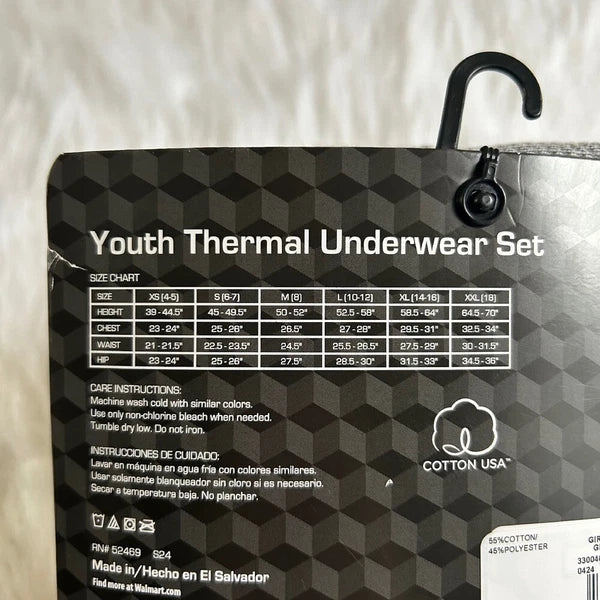 Youth Thermal Underwear Set
SIZE CHART
SIZE XS (4-5) S (6-7) M (8) L (10-12) XL (14-16) XXL (18)
HEIGHT 39 - 44.5" 45 - 49.5" 50 - 52" 52.5 - 58" 58.5 - 64" 64.5 - 70"
CHEST 23 - 24" 25 - 26" 26.5" 27 - 28" 29.5 - 31" 32.5 - 34"
WAIST 21 - 21.5" 22.5 - 23.5" 24.5" 25.5 - 26.5" 27.5 - 29" 30 - 31.5"
HIP 23 - 24" 25 - 26" 27.5" 28.5 - 30" 31.5 - 33" 34.5 - 36"
CARE INSTRUCTIONS:
Machine wash cold with similar colors.
Use only non-chlorine bleach when needed.
Tumble dry low. Do not iron.
COTTON USA™
INSTRUCCIONES DE CUIDADO:
Lavar en máquina en agua fría con colores similares.
Usar solamente blanqueador sin cloro si es necesario.
Secar a temperatura baja. No planchar.
RN# 52469 S24
Made in/Hecho en El Salvador
Find more at Walmart.com
55%COTTON/
45%POLYESTER
GIR
0424